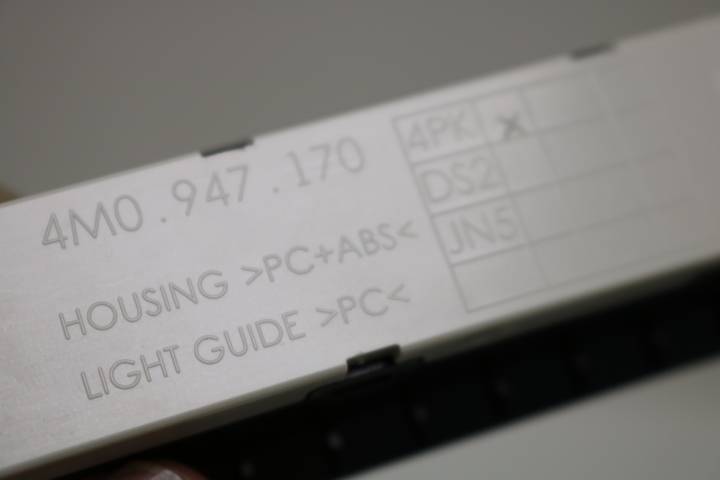 4M0.947.170
HOUSING >PC+ABS<
LIGHT GUIDE >PC<
4PK X
DS2
JN5